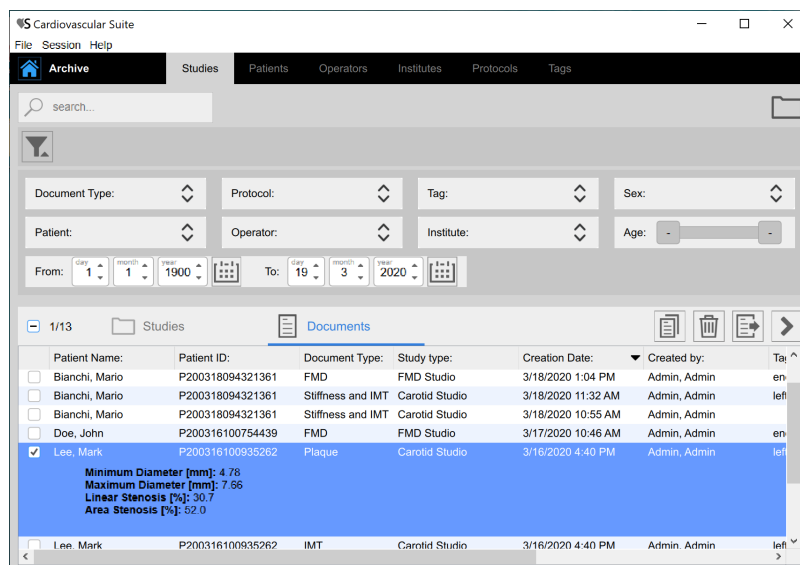 VS Cardiovascular Suite
File Session Help
Archive Studies Patients Operators Institutes Protocols Tags
search...
Document Type: Protocol: Tag: Sex:
Patient: Operator: Institute: Age: - -
day month year day month year
From: 1 1 1900 To: 19 3 2020
1/13 Studies Documents
Patient Name: Patient ID: Document Type: Study type: Creation Date: Created by: Tag
Bianchi, Mario P200318094321361 FMD FMD Studio 3/18/2020 1:04 PM Admin, Admin en
Bianchi, Mario P200318094321361 Stiffness and IMT Carotid Studio 3/18/2020 11:32 AM Admin, Admin left
Bianchi, Mario P200318094321361 Stiffness and IMT Carotid Studio 3/18/2020 10:55 AM Admin, Admin
Doe, John P200316100754439 FMD FMD Studio 3/17/2020 10:46 AM Admin, Admin en
Lee, Mark P200316100935262 Plaque Carotid Studio 3/16/2020 4:40 PM Admin, Admin left
Minimum Diameter [mm]: 4.78
Maximum Diameter [mm]: 7.66
Linear Stenosis [%]: 30.7
Area Stenosis [%]: 52.0
Lee, Mark P200316100935262 IMT Carotid Studio 3/16/2020 4:40 PM Admin, Admin left